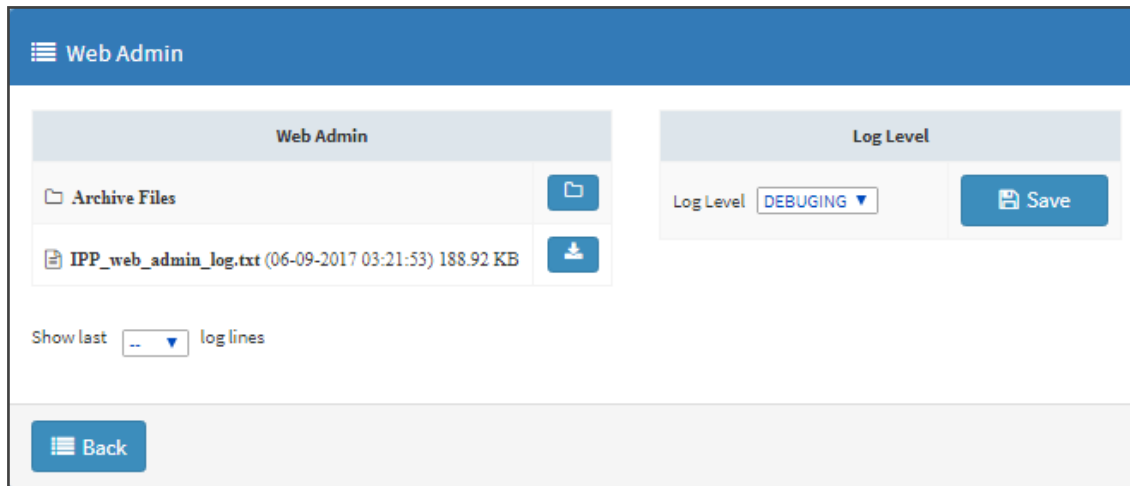 Web Admin
Web Admin
Archive Files
IPP_web_admin_log.txt (06-09-2017 03:21:53) 188.92 KB
Show last -- log lines
Log Level
Log Level DEBUGING Save
Back